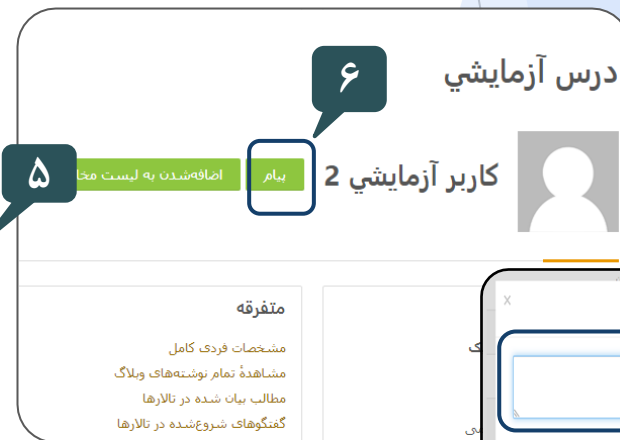 درس آزمايشي
۶
کاربر آزمايشي 2
پیام
اضافه‌شدن به لیست
۵
متفرقه
مشخصات فردی کامل
مشاهدهٔ تمام نوشته‌های وبلاگ
مطالب بیان شده در تالارها
گفتگوهای شروع‌شده در تالارها
X